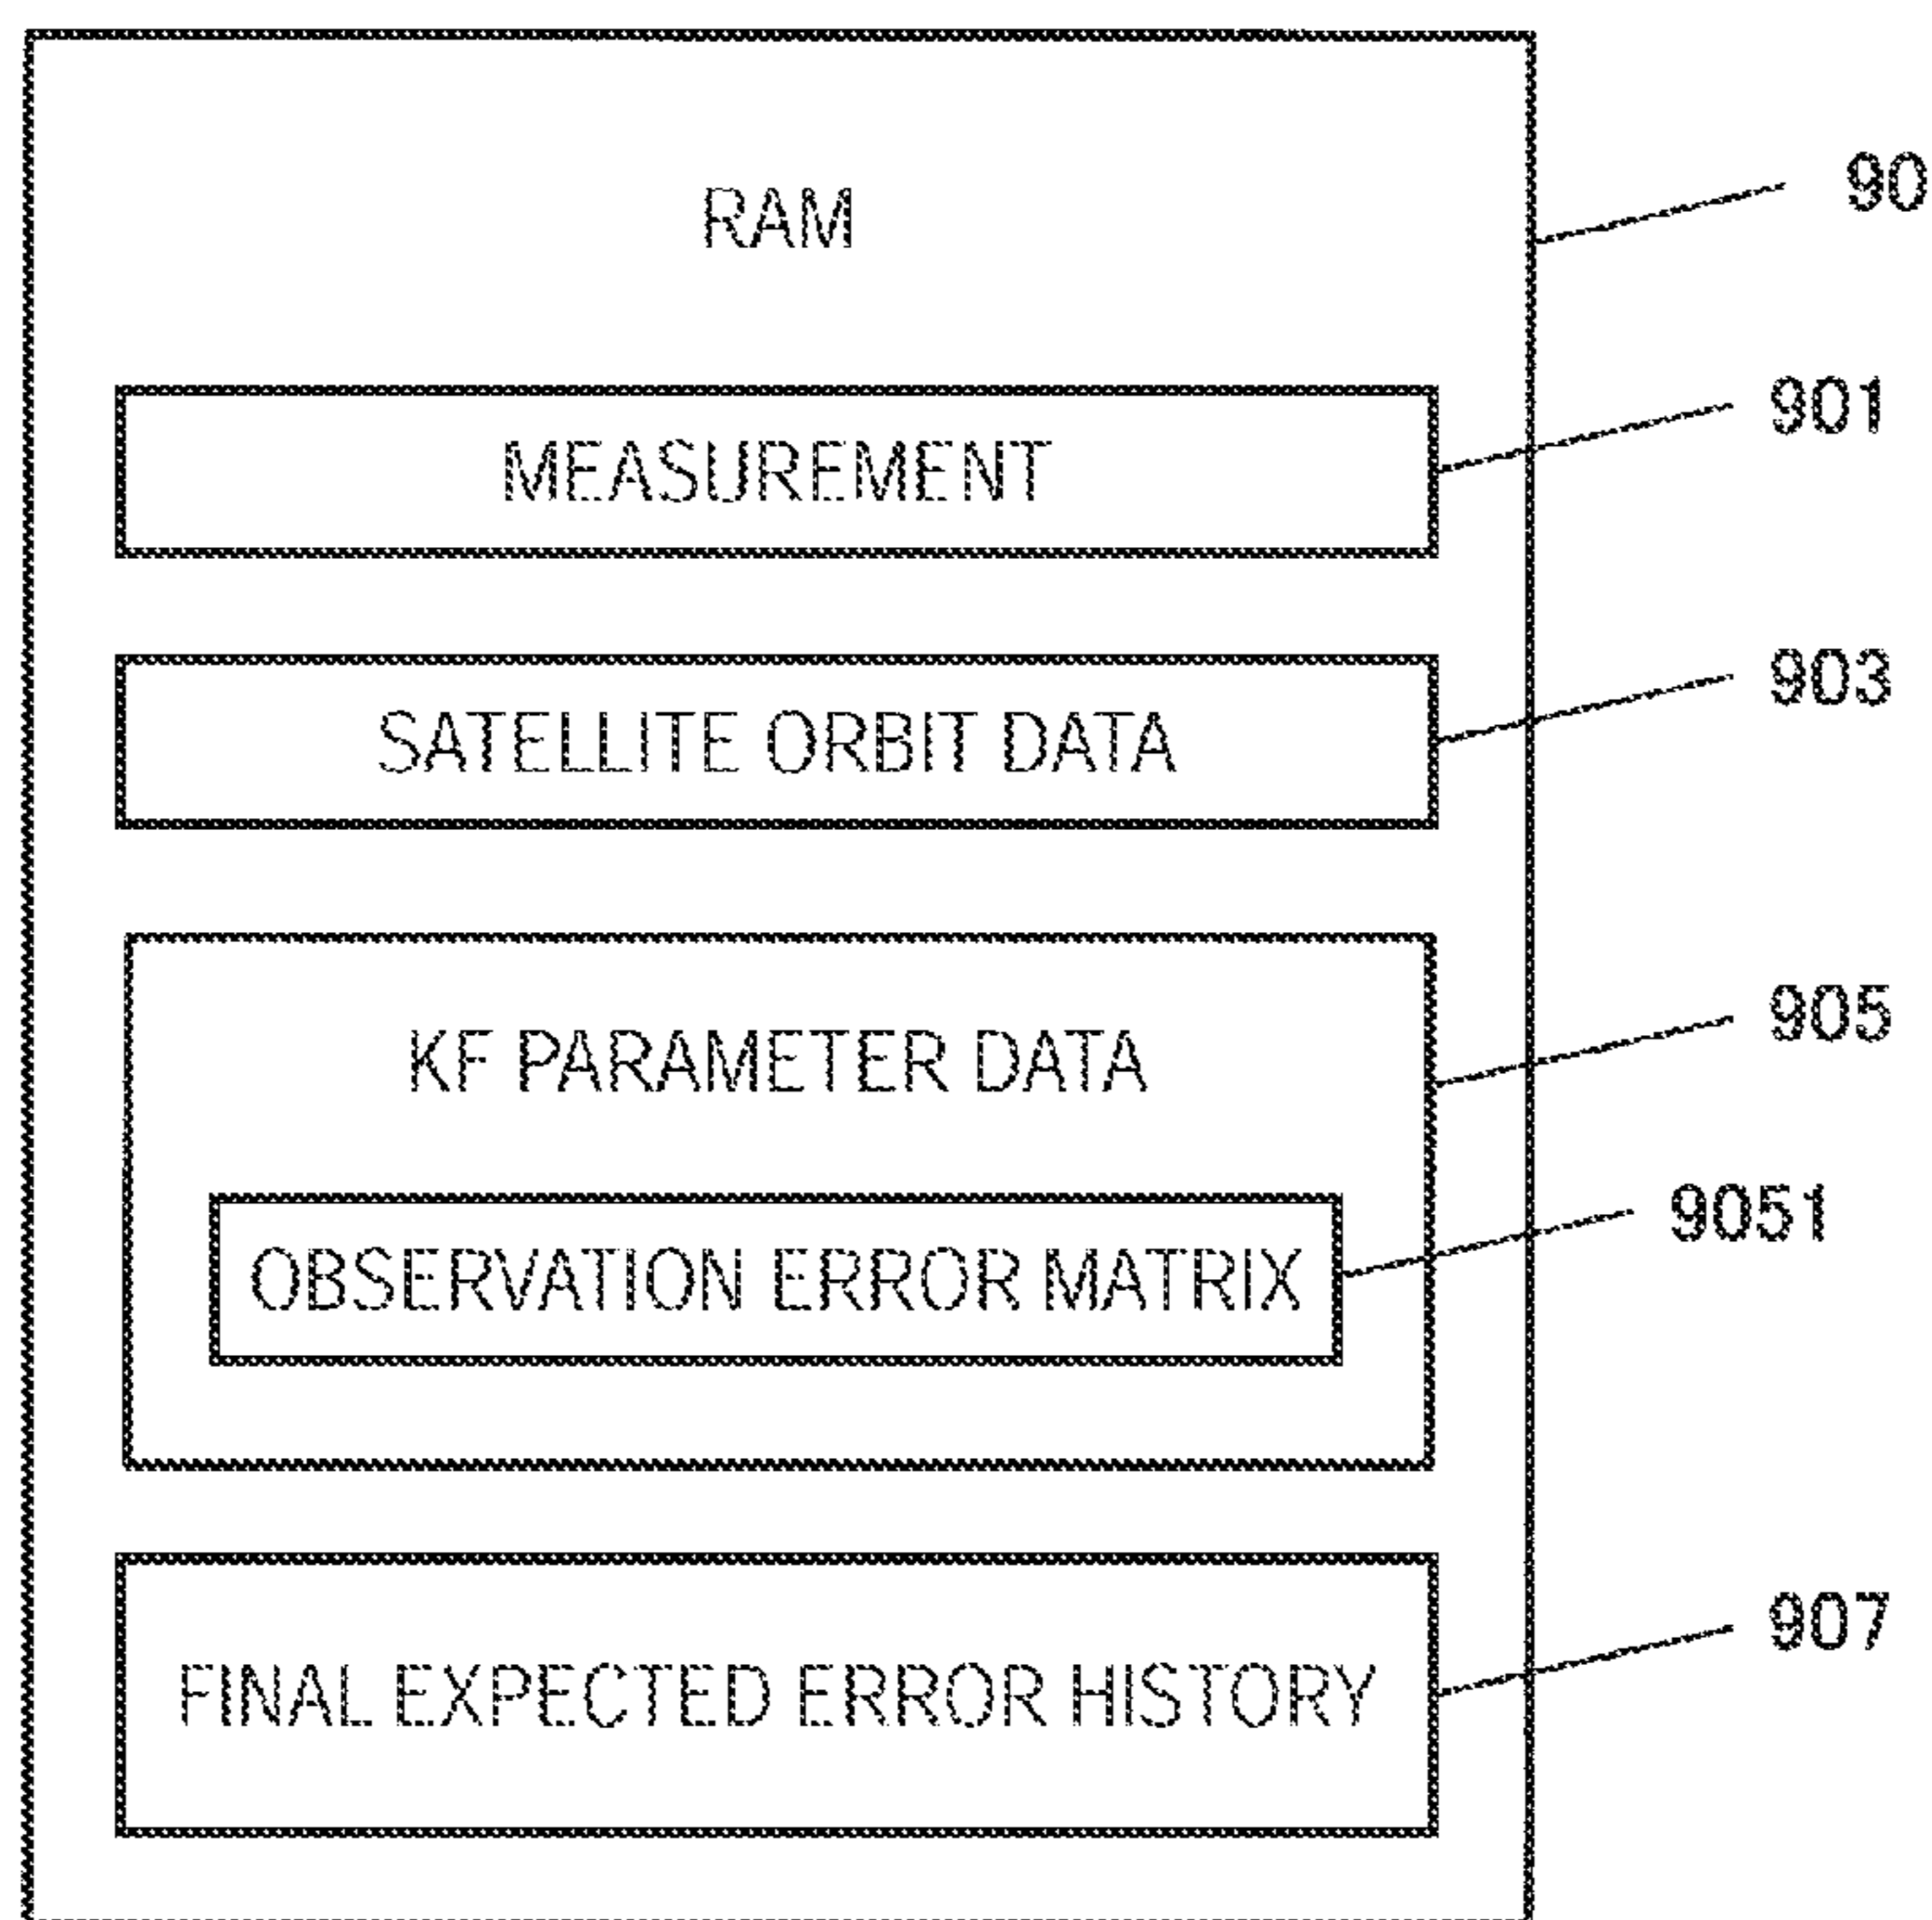 RAM
90
MEASUREMENT
901
SATELLITE ORBIT DATA
903
KF PARAMETER DATA
905
OBSERVATION ERROR MATRIX
9051
FINAL EXPECTED ERROR HISTORY
907